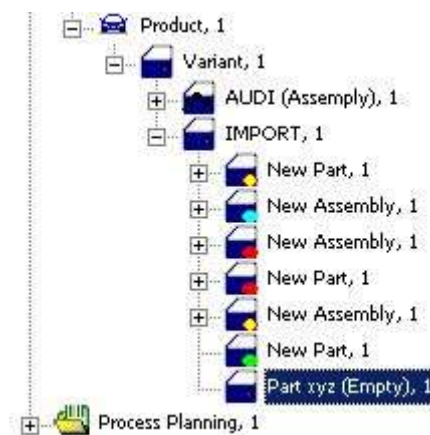 Product, 1
Variant, 1
AUDI (Assemply), 1
IMPORT, 1
New Part, 1
New Assembly, 1
New Assembly, 1
New Part, 1
New Assembly, 1
New Part, 1
Part xyz (Empty), 1
Process Planning, 1